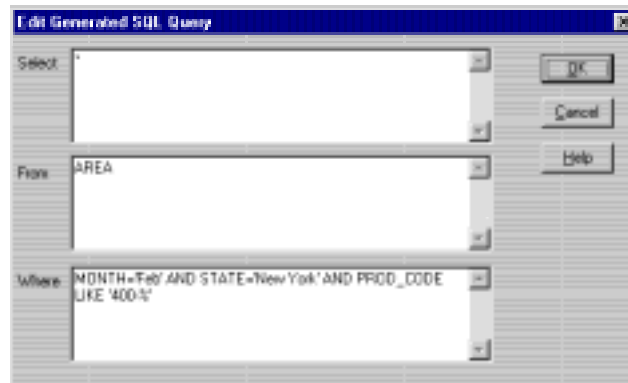 Edit Generated SQL Query
Select
*
OK
Cancel
From
AREA
Help
Where
MONTH='Feb' AND STATE='New York' AND PROD_CODE
LIKE '400-%'